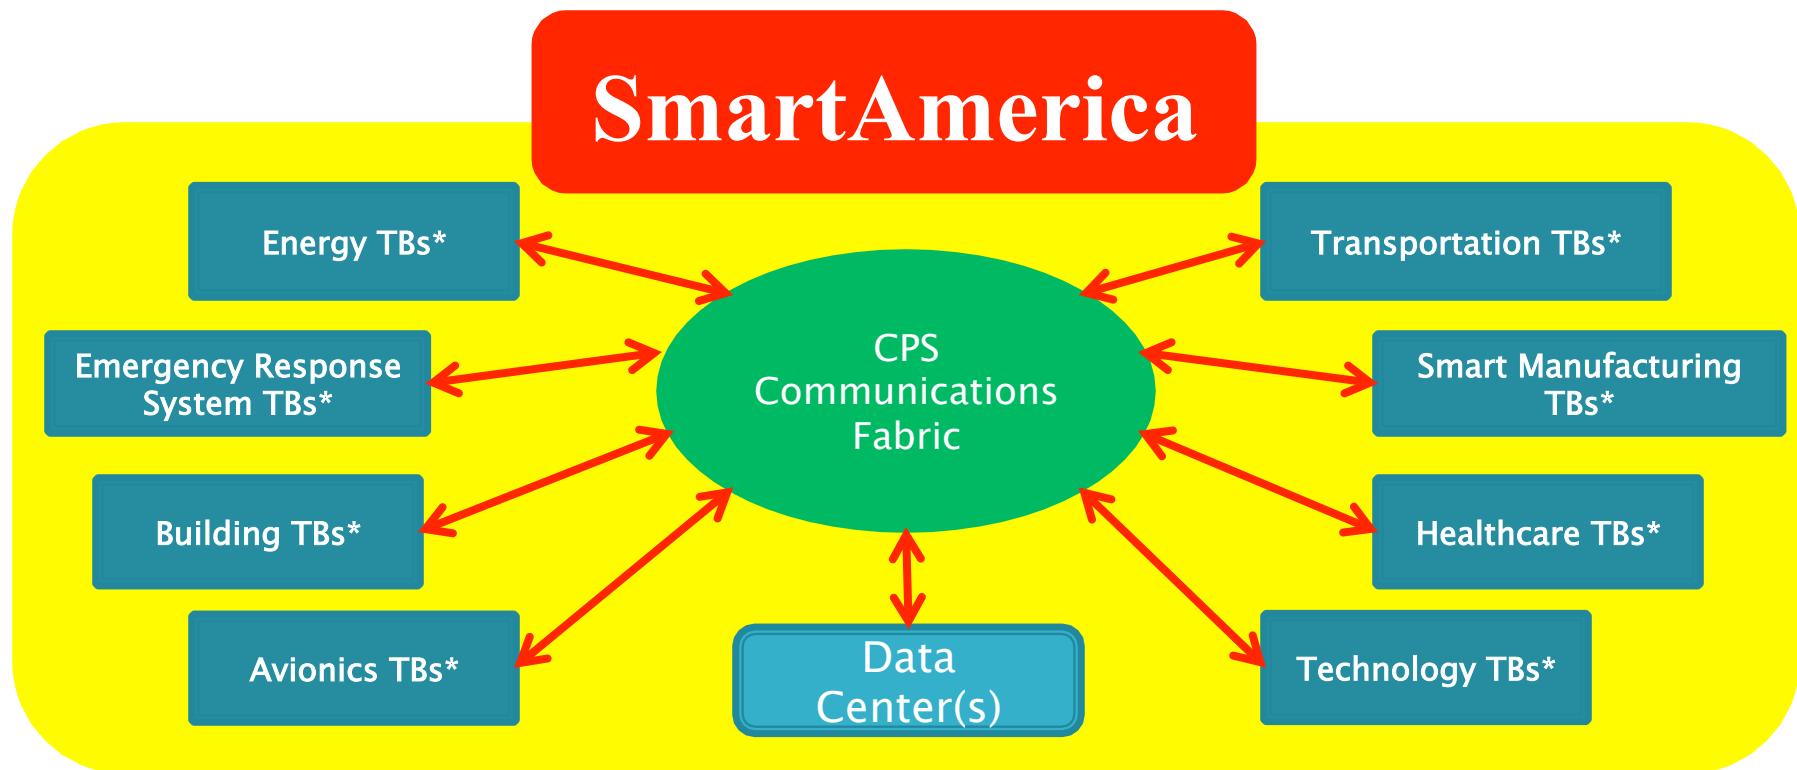 SmartAmerica
Energy TBs*
Transportation TBs*
CPS
Communications
Fabric
Emergency Response
System TBs*
Smart Manufacturing
TBs*
Building TBs*
Healthcare TBs*
Avionics TBs*
Data
Center(s)
Technology TBs*